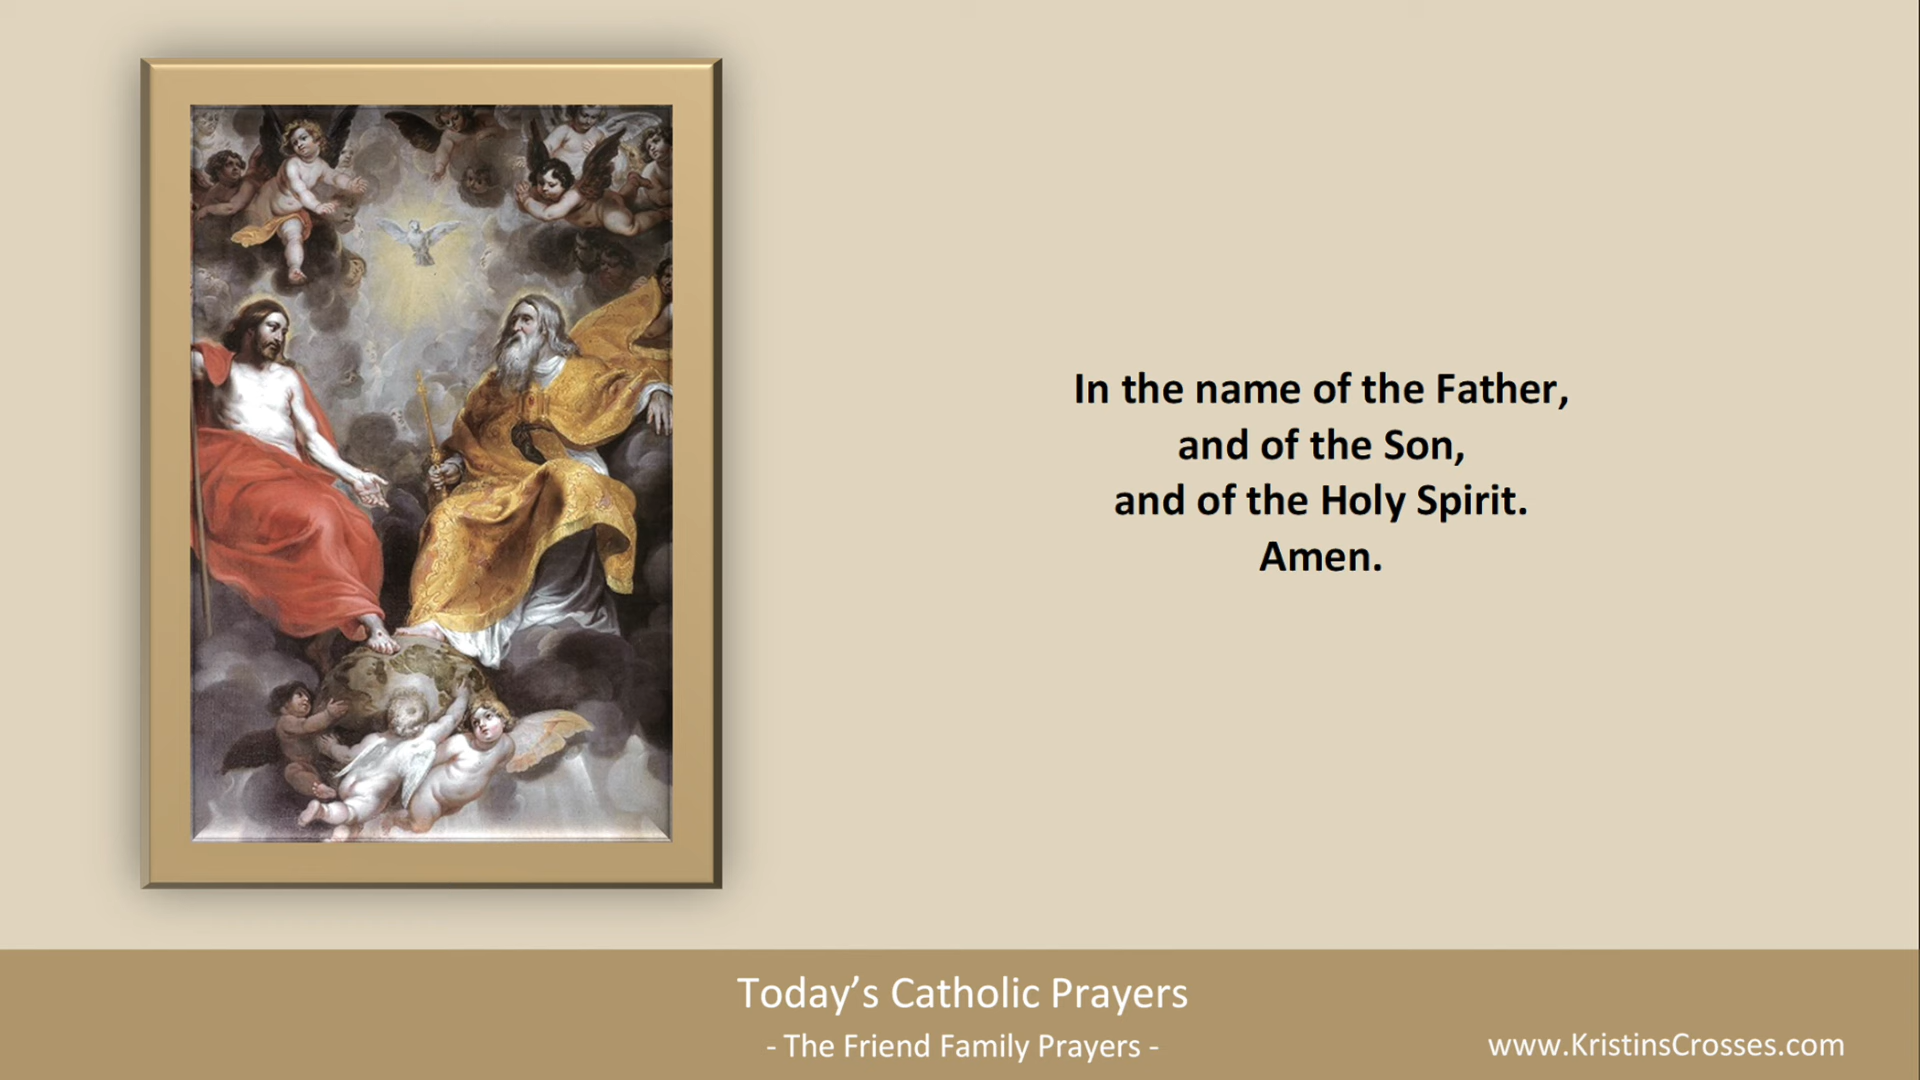 In the name of the Father,
and of the Son,
and of the Holy Spirit.
Amen.
Today’s Catholic Prayers
- The Friend Family Prayers -
www.KristinsCrosses.com